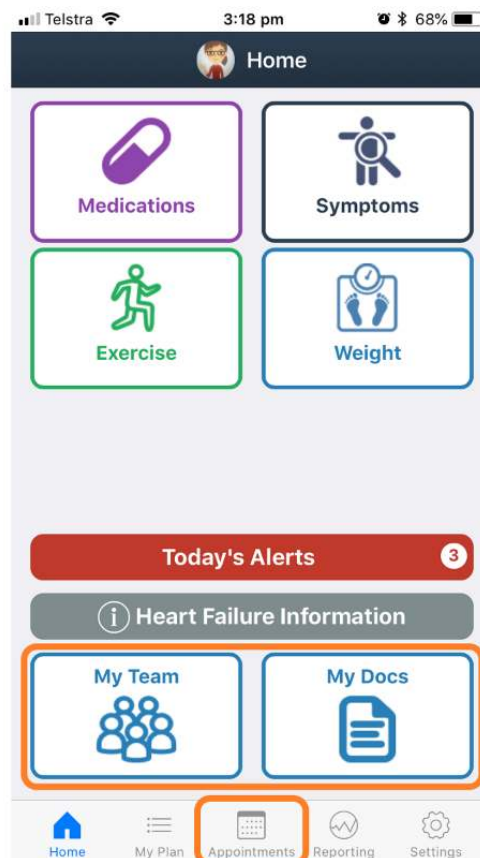 Telstra 3:18 pm 68%
Home
Medications Symptoms
Exercise Weight
Today's Alerts 3
i Heart Failure Information
My Team My Docs
Home My Plan Appointments Reporting Settings